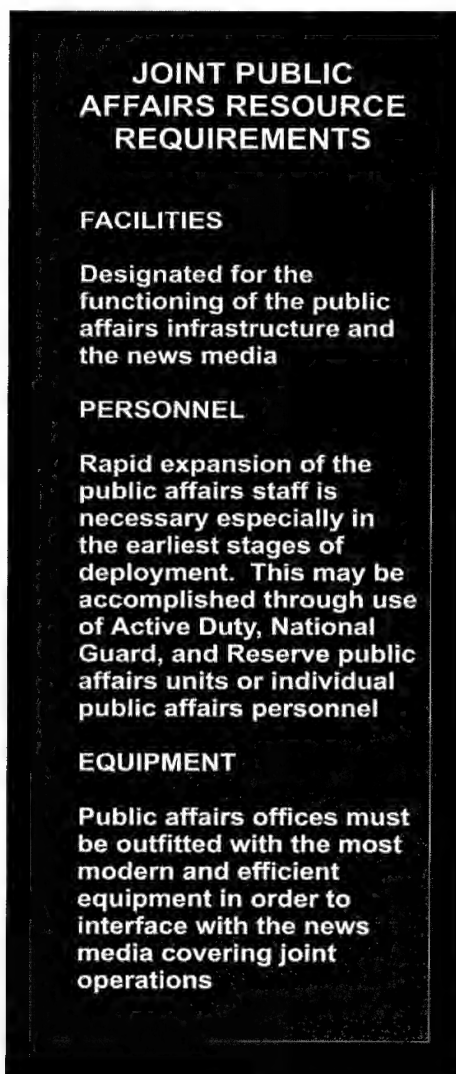 JOINT PUBLIC
AFFAIRS RESOURCE
REQUIREMENTS
FACILITIES
Designated for the
functioning of the public
affairs infrastructure and
the news media
PERSONNEL
Rapid expansion of the
public affairs staff is
necessary especially in
the earliest stages of
deployment.  This may be
accomplished through use
of Active Duty, National
Guard, and Reserve public
affairs units or individual
public affairs personnel
EQUIPMENT
Public affairs offices must
be outfitted with the most
modern and efficient
equipment in order to
interface with the news
media covering joint
operations